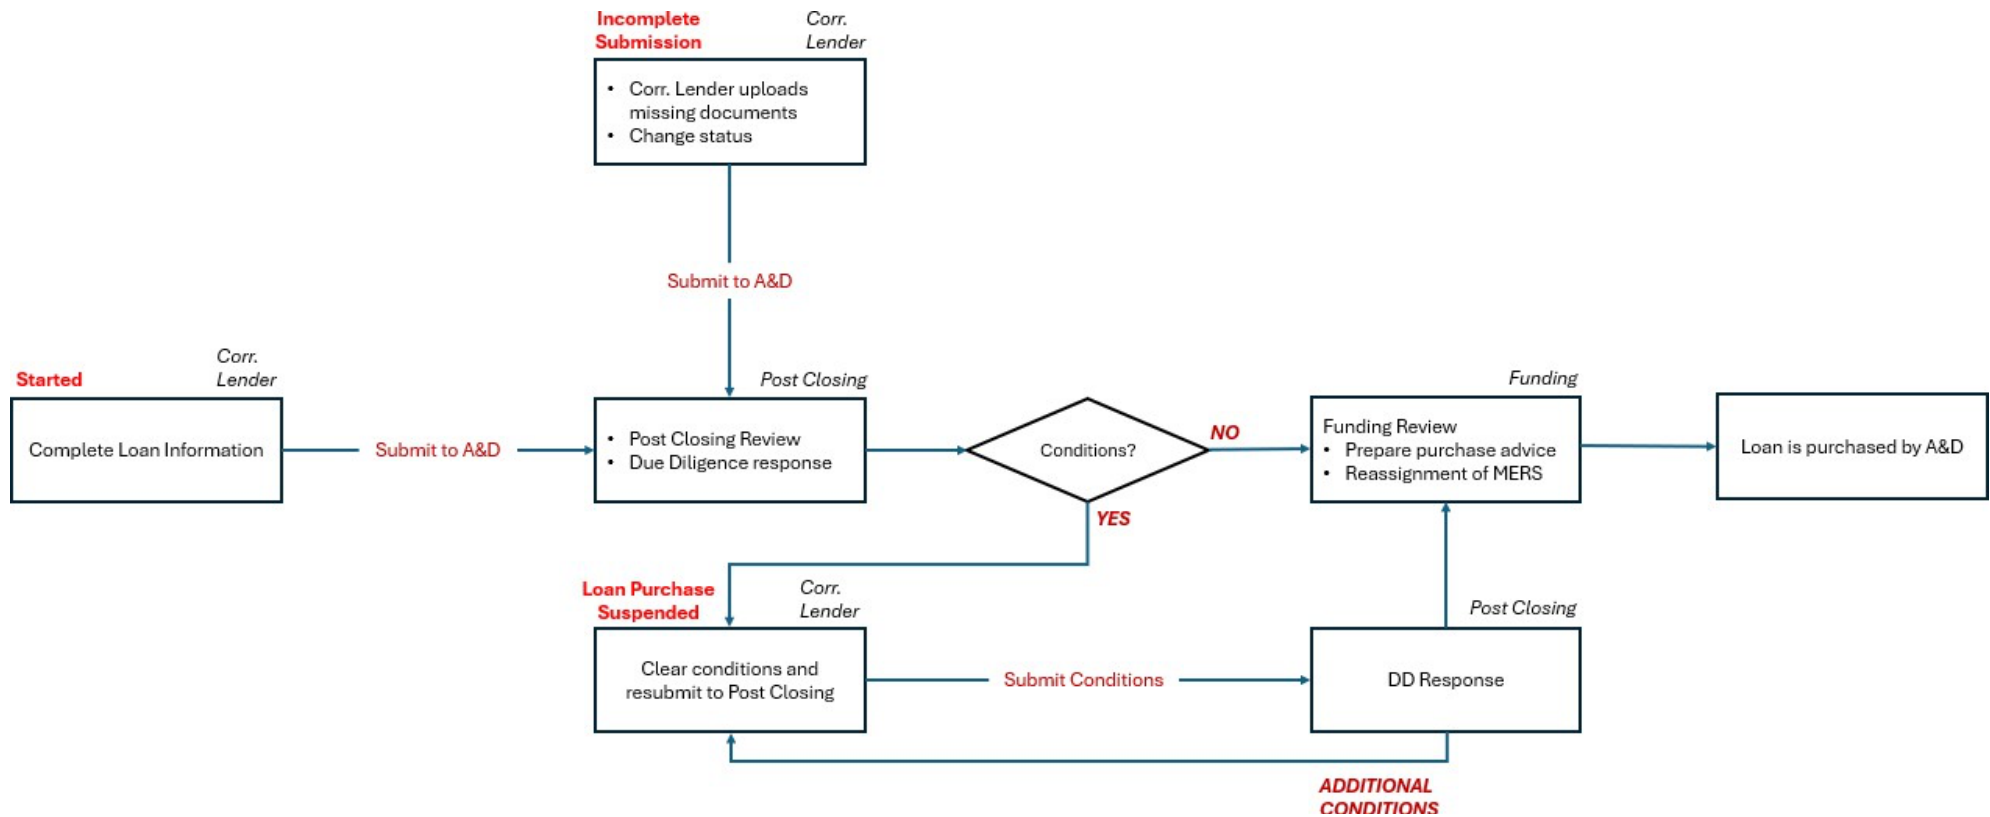 Incomplete
Submission
Corr.
Lender
• Corr. Lender uploads
missing documents
• Change status
Submit to A&D
Started
Corr.
Lender
Complete Loan Information
Submit to A&D
Post Closing
• Post Closing Review
• Due Diligence response
Conditions?
NO
YES
Funding
Funding Review
• Prepare purchase advice
• Reassignment of MERS
Loan is purchased by A&D
Loan Purchase
Suspended
Corr.
Lender
Clear conditions and
resubmit to Post Closing
Submit Conditions
Post Closing
DD Response
ADDITIONAL
CONDITIONS